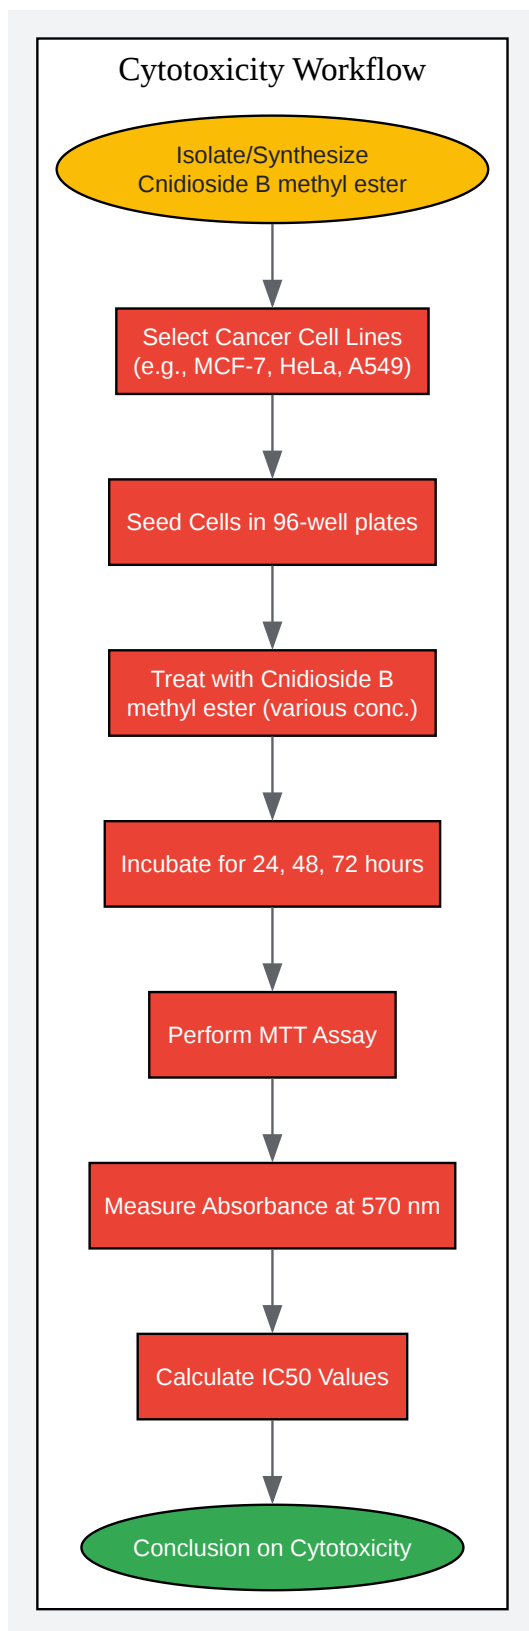 Cytotoxicity Workflow
Isolate/Synthesize
Cnidioside B methyl ester
Select Cancer Cell Lines
(e.g., MCF-7, HeLa, A549)
Seed Cells in 96-well plates
Treat with Cnidioside B
methyl ester (various conc.)
Incubate for 24, 48, 72 hours
Perform MTT Assay
Measure Absorbance at 570 nm
Calculate IC50 Values
Conclusion on Cytotoxicity